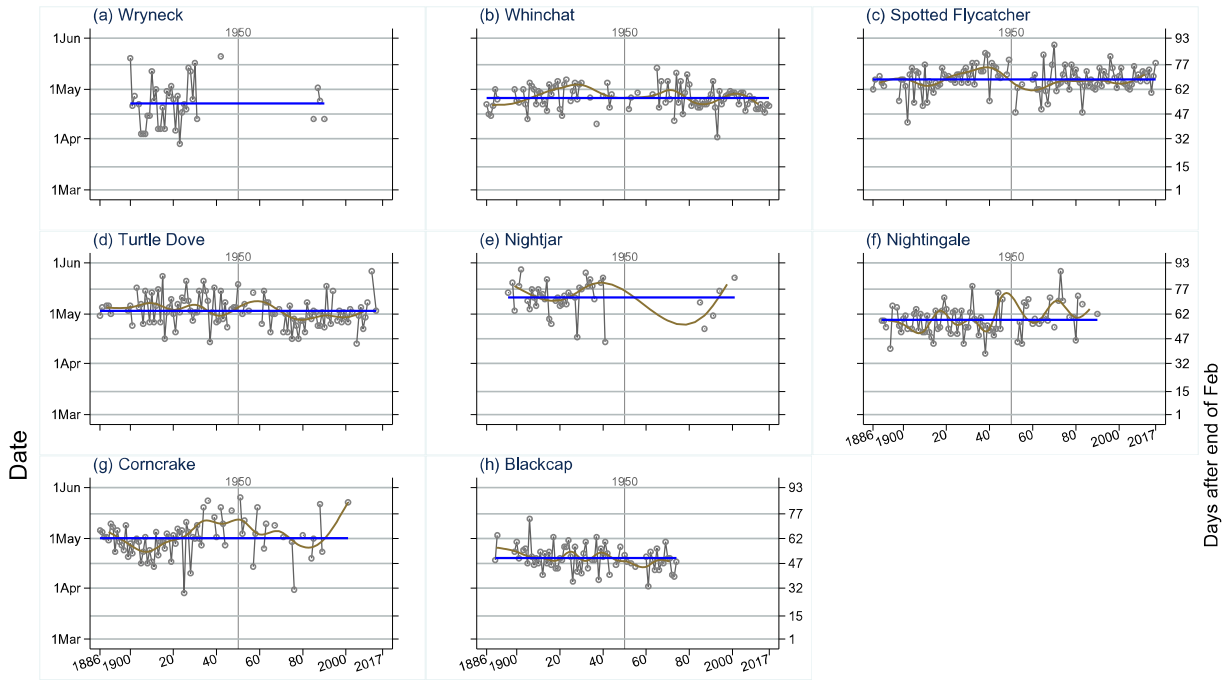 (a) Wryneck
(b) Whinchat
(c) Spotted Flycatcher
1Jun 1950 1950 1950 93
77
1May 62
47
1Apr 32
15
1Mar 1
(d) Turtle Dove
(e) Nightjar
(f) Nightingale
1Jun 1950 1950 1950 93
77
1May 62
47
1Apr 32
15
1Mar 1
1886 1900 20 40 60 80 2000 2017
(g) Corncrake
(h) Blackcap
1Jun 1950 1950 93
77
1May 62
47
1Apr 32
15
1Mar 1
1886 1900 20 40 60 80 2000 2017
1886 1900 20 40 60 80 2000 2017
Date
Days after end of Feb